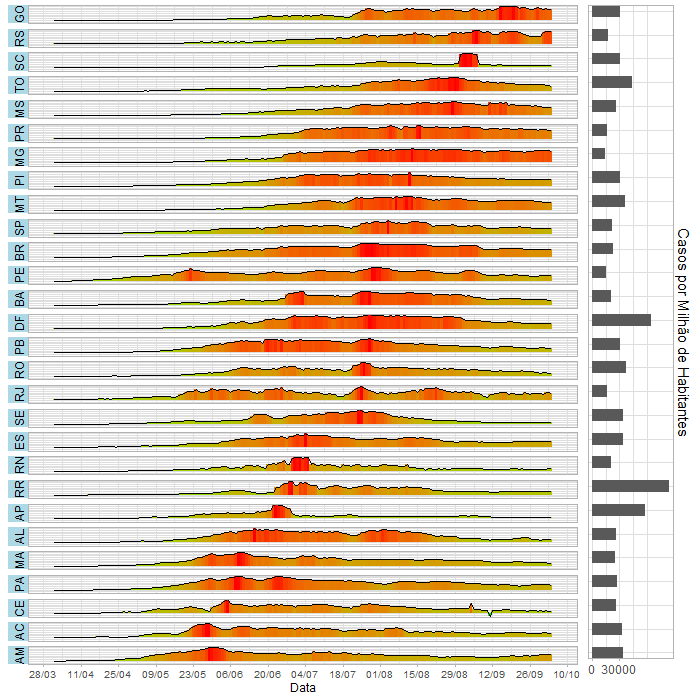 GO
RS
SC
TO
MS
PR
MG
PI
MT
SP
BR
PE
BA
DF
PB
RO
RJ
SE
ES
RN
RR
AP
AL
MA
PA
CE
AC
AM
28/03 11/04 25/04 09/05 23/05 06/06 20/06 04/07 18/07 01/08 15/08 29/08 12/09 26/09 10/10
Data
0 30000
Casos por Milhão de Habitantes